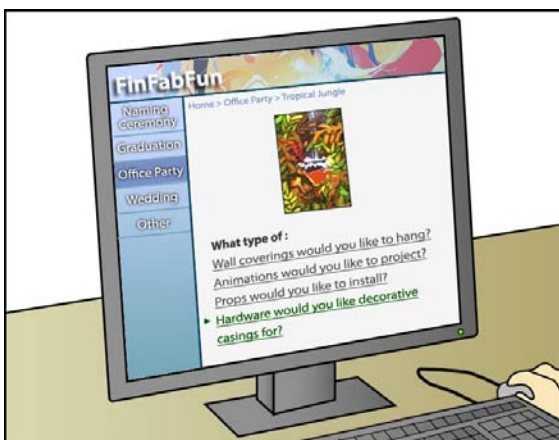 FinFabFun
Home > Office Party > Tropical Jungle
Naming
Ceremony
Graduation
Office Party
Wedding
Other
What type of :
Wall coverings would you like to hang?
Animations would you like to project?
Props would you like to install?
Hardware would you like decorative
casings for?